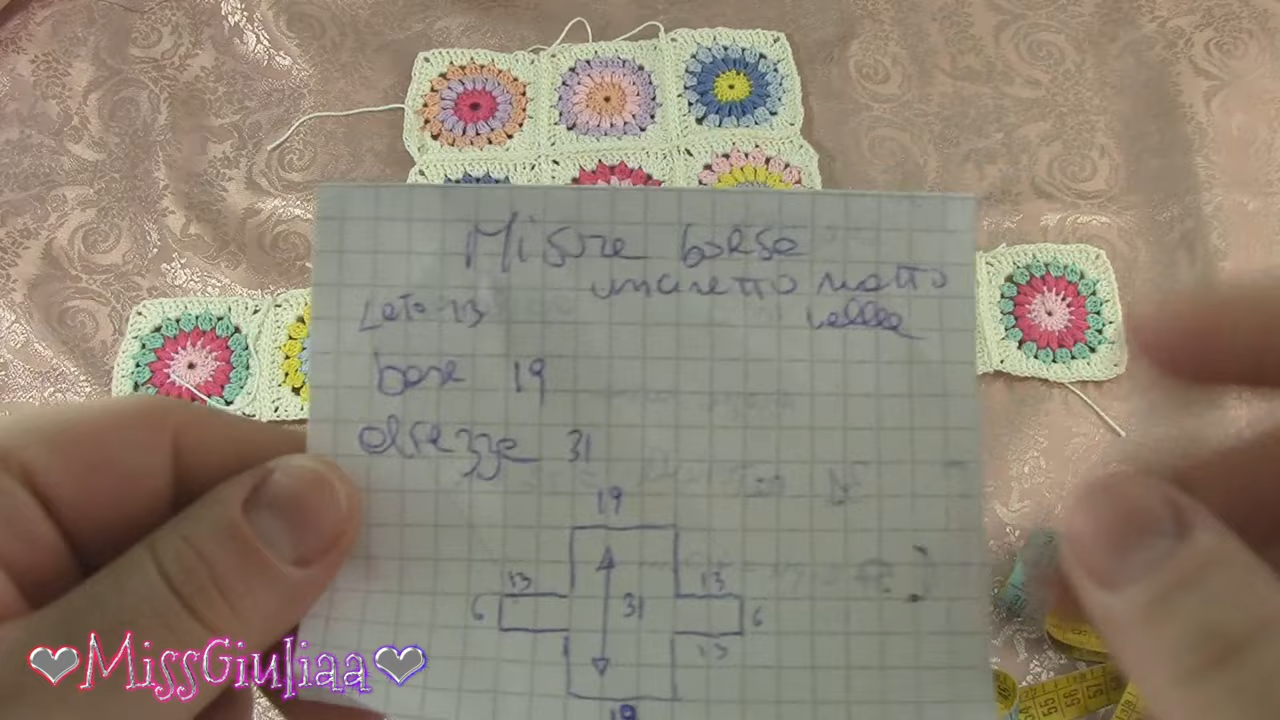 Misure borse
uncinetto matto
Lella
Lato 13
base 19
altezza 31
19
13
13
6
31
6
13
19
❤MissGiuliaa❤